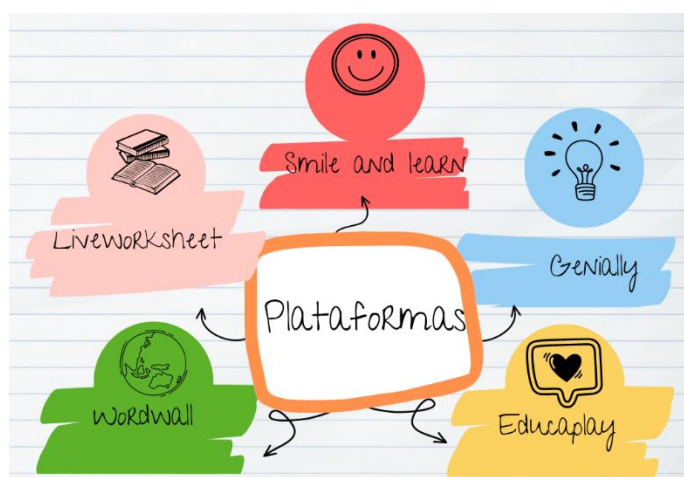 Smile and learn
Liveworksheet
Genially
Plataformas
Wordwall
Educaplay